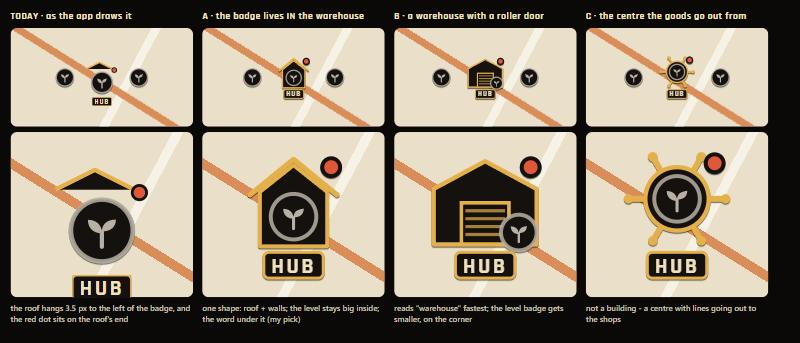 TODAY - as the app draws it
A - the badge lives IN the warehouse
B - a warehouse with a roller door
C - the centre the goods go out from
HUB
HUB
HUB
HUB
HUB
HUB
HUB
HUB
the roof hangs 3.5 px to the left of the badge, and
the red dot sits on the roof's end
one shape: roof + walls; the level stays big inside;
the word under it (my pick)
reads "warehouse" fastest; the level badge gets
smaller, on the corner
not a building - a centre with lines going out to
the shops